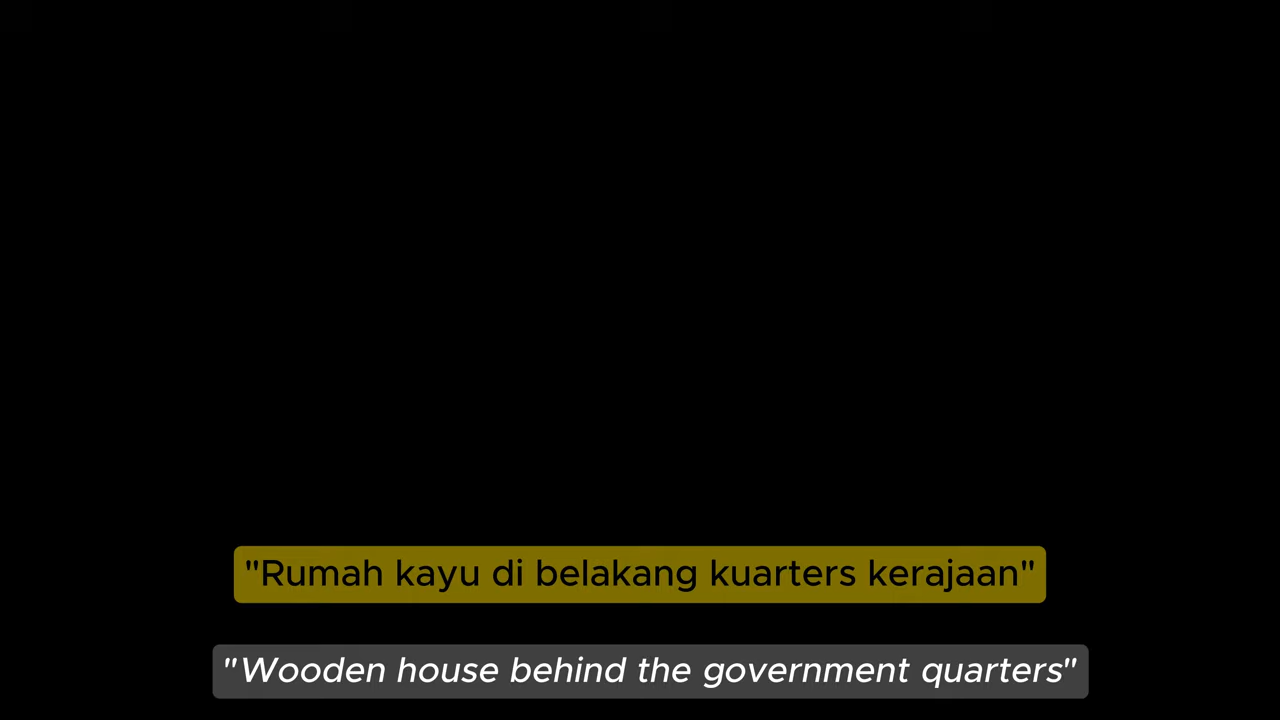 "Rumah kayu di belakang kuarters kerajaan"
"Wooden house behind the government quarters"